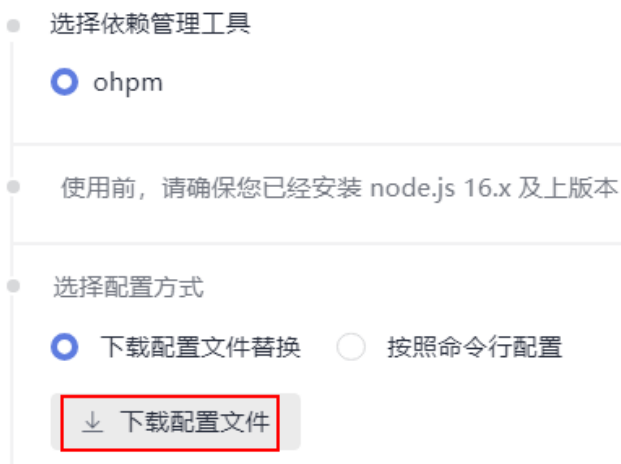 选择依赖管理工具
ohpm
使用前，请确保您已经安装 node.js 16.x 及上版本
选择配置方式
下载配置文件替换 按照命令行配置
下载配置文件